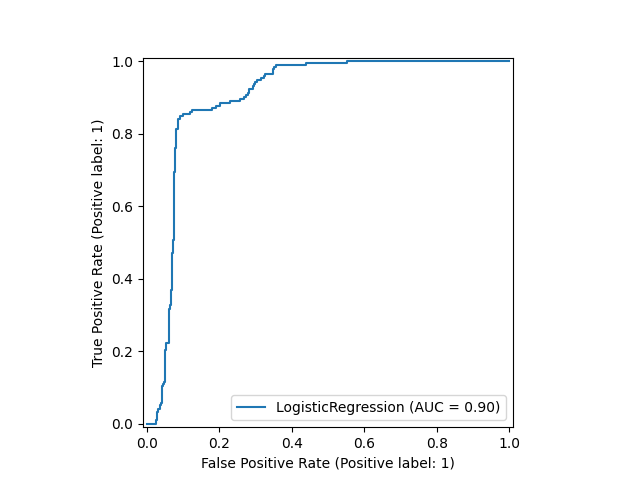 1.0
0.8
0.6
0.4
0.2
0.0
True Positive Rate (Positive label: 1)
LogisticRegression (AUC = 0.90)
0.0 0.2 0.4 0.6 0.8 1.0
False Positive Rate (Positive label: 1)